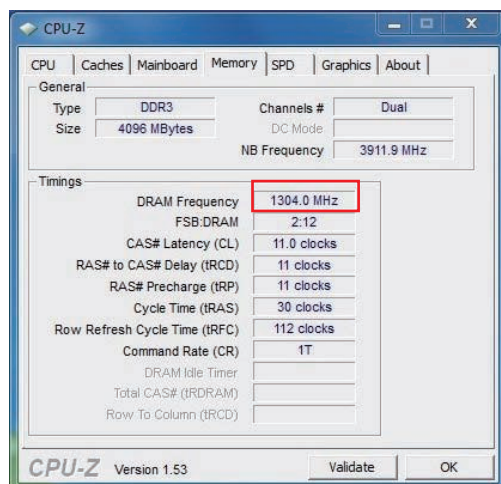 CPU-Z
CPU Caches Mainboard Memory SPD Graphics About
General
Type DDR3 Channels # Dual
Size 4096 MBytes DC Mode
NB Frequency 3911.9 MHz
Timings
DRAM Frequency 1304.0 MHz
FSB:DRAM 2:12
CAS# Latency (CL) 11.0 clocks
RAS# to CAS# Delay (tRCD) 11 clocks
RAS# Precharge (tRP) 11 clocks
Cycle Time (tRAS) 30 clocks
Row Refresh Cycle Time (tRFC) 112 clocks
Command Rate (CR) 1T
DRAM Idle Timer
Total CAS# (tRDRAM)
Row To Column (tRCD)
CPU-Z Version 1.53 Validate OK